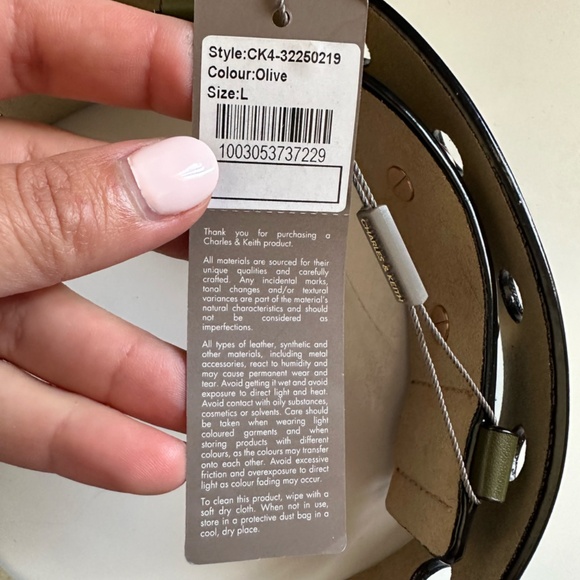 Style:CK4-32250219
Colour:Olive
Size:L
1003053737229
Thank you for purchasing a
Charles & Keith product.
All materials are sourced for their
unique qualities and carefully
crafted. Any incidental marks,
tonal changes and/or textural
variances are part of the material's
natural characteristics and should
not be considered as
imperfections.
All types of leather, synthetic and
other materials, including metal
accessories, react to humidity and
may cause permanent wear and
tear. Avoid getting it wet and avoid
exposure to direct light and heat.
Avoid contact with oily substances,
cosmetics or solvents. Care should
be taken when wearing light
coloured garments and when
storing products with different
colours, as the colours may transfer
onto each other. Avoid excessive
friction and overexposure to direct
light as colour fading may occur.
To clean this product, wipe with a
soft dry cloth. When not in use,
store in a protective dust bag in a
cool, dry place.
CHARLES & KEITH